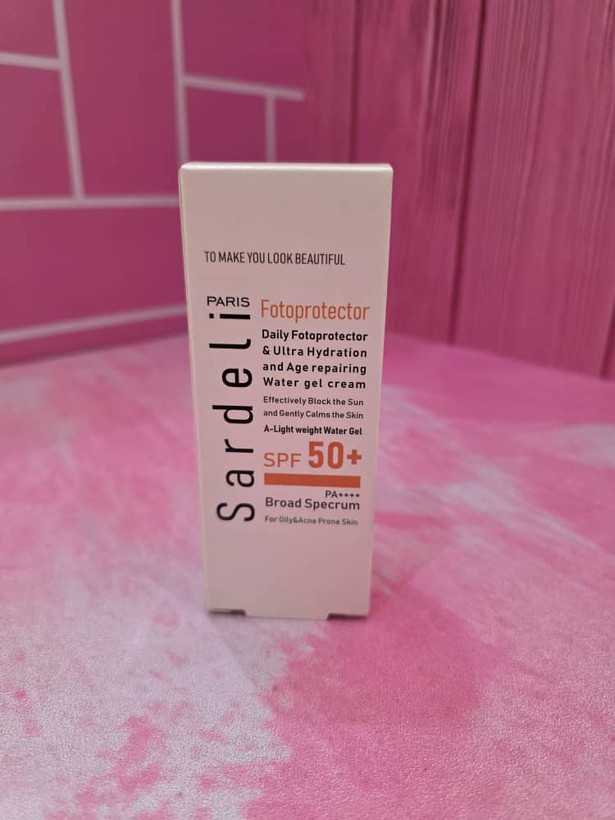 TO MAKE YOU LOOK BEAUTIFUL
PARIS
Sardeli
Fotoprotector
Daily Fotoprotector
& Ultra Hydration
and Age repairing
Water gel cream
Effectively Block the Sun
and Gently Calms the Skin
A-Light weight Water Gel
SPF 50+
PA++++
Broad Specrum
For Oily&Acne Prone Skin